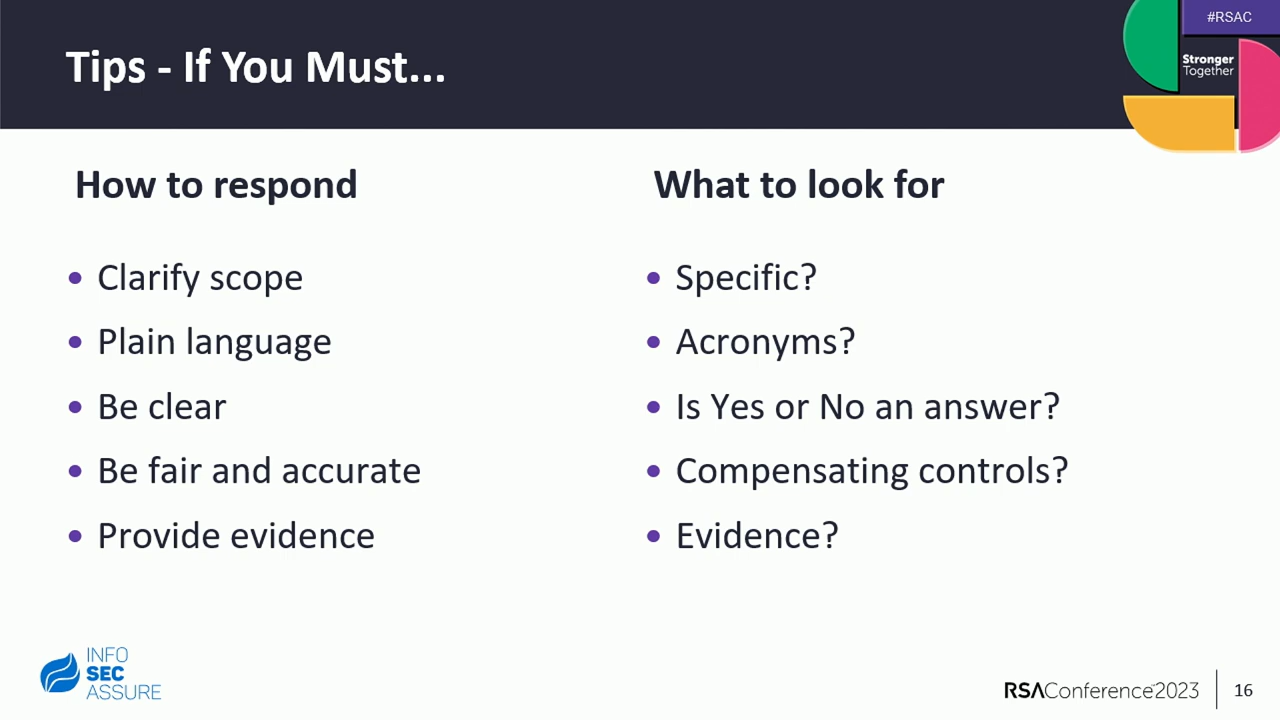 Tips - If You Must...
#RSAC
Stronger
Together
How to respond
• Clarify scope
• Plain language
• Be clear
• Be fair and accurate
• Provide evidence
What to look for
• Specific?
• Acronyms?
• Is Yes or No an answer?
• Compensating controls?
• Evidence?
INFO
SEC
ASSURE
RSAConference™2023
16